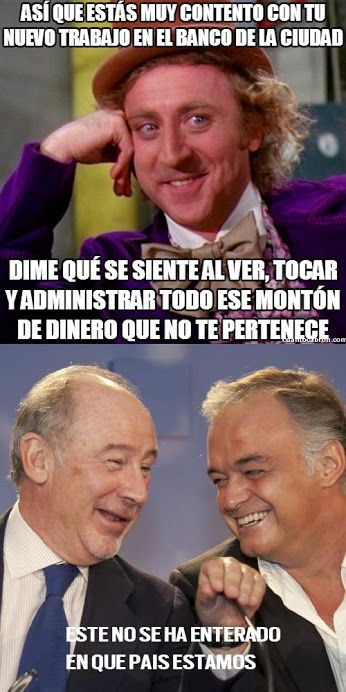 ASÍ QUE ESTÁS MUY CONTENTO CON TU
NUEVO TRABAJO EN EL BANCO DE LA CIUDAD
DIME QUÉ SE SIENTE AL VER, TOCAR
Y ADMINISTRAR TODO ESE MONTÓN
DE DINERO QUE NO TE PERTENECE
cuantocabron.com
ESTE NO SE HA ENTERADO
EN QUE PAIS ESTAMOS